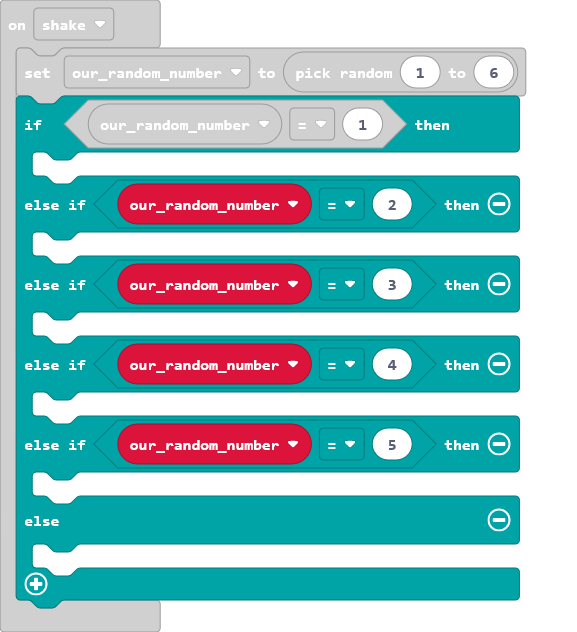 on shake
set our_random_number to pick random 1 to 6
if our_random_number = 1 then
else if our_random_number = 2 then
else if our_random_number = 3 then
else if our_random_number = 4 then
else if our_random_number = 5 then
else